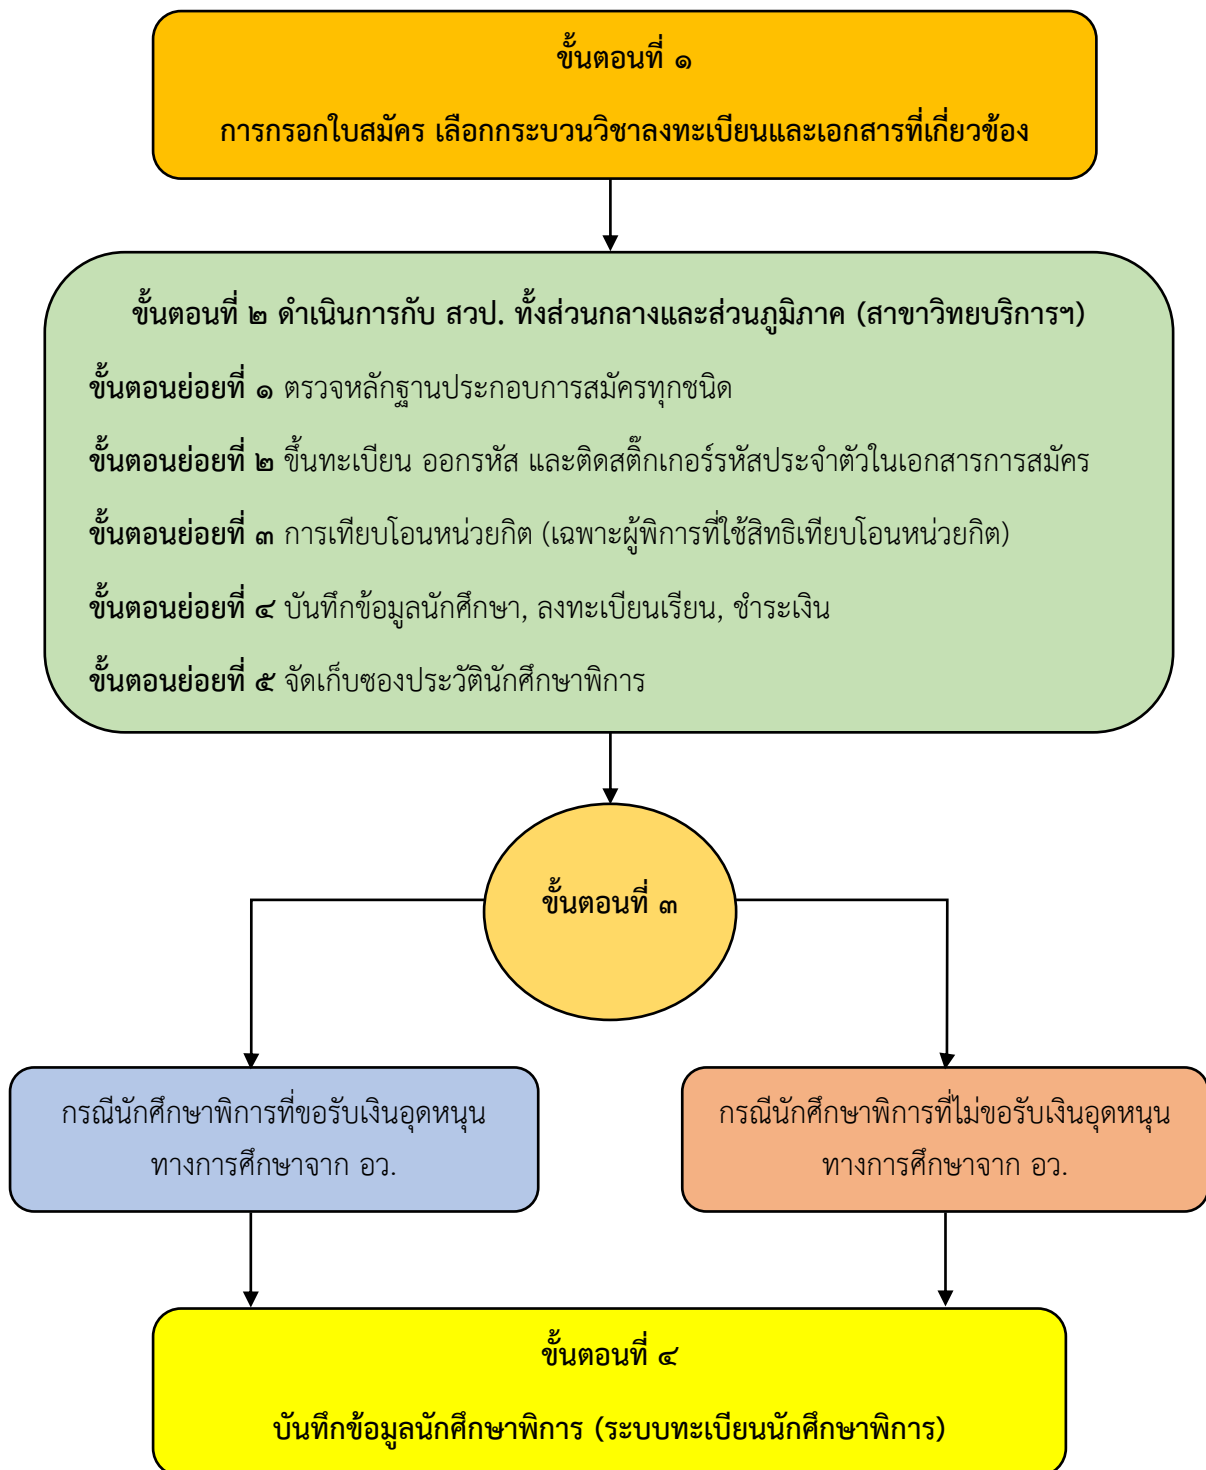 ขั้นตอนที่ ๑
การกรอกใบสมัคร เลือกกระบวนวิชาลงทะเบียนและเอกสารที่เกี่ยวข้อง
ขั้นตอนที่ ๒ ดำเนินการกับ สวป. ทั้งส่วนกลางและส่วนภูมิภาค (สาขาวิทยบริการฯ)
ขั้นตอนย่อยที่ ๑ ตรวจหลักฐานประกอบการสมัครทุกชนิด
ขั้นตอนย่อยที่ ๒ ขึ้นทะเบียน ออกรหัส และติดสติ๊กเกอร์รหัสประจำตัวในเอกสารการสมัคร
ขั้นตอนย่อยที่ ๓ การเทียบโอนหน่วยกิต (เฉพาะผู้พิการที่ใช้สิทธิเทียบโอนหน่วยกิต)
ขั้นตอนย่อยที่ ๔ บันทึกข้อมูลนักศึกษา, ลงทะเบียนเรียน, ชำระเงิน
ขั้นตอนย่อยที่ ๕ จัดเก็บซองประวัตินักศึกษาพิการ
ขั้นตอนที่ ๓
กรณีนักศึกษาพิการที่ขอรับเงินอุดหนุน
ทางการศึกษาจาก อว.
กรณีนักศึกษาพิการที่ไม่ขอรับเงินอุดหนุน
ทางการศึกษาจาก อว.
ขั้นตอนที่ ๔
บันทึกข้อมูลนักศึกษาพิการ (ระบบทะเบียนนักศึกษาพิการ)